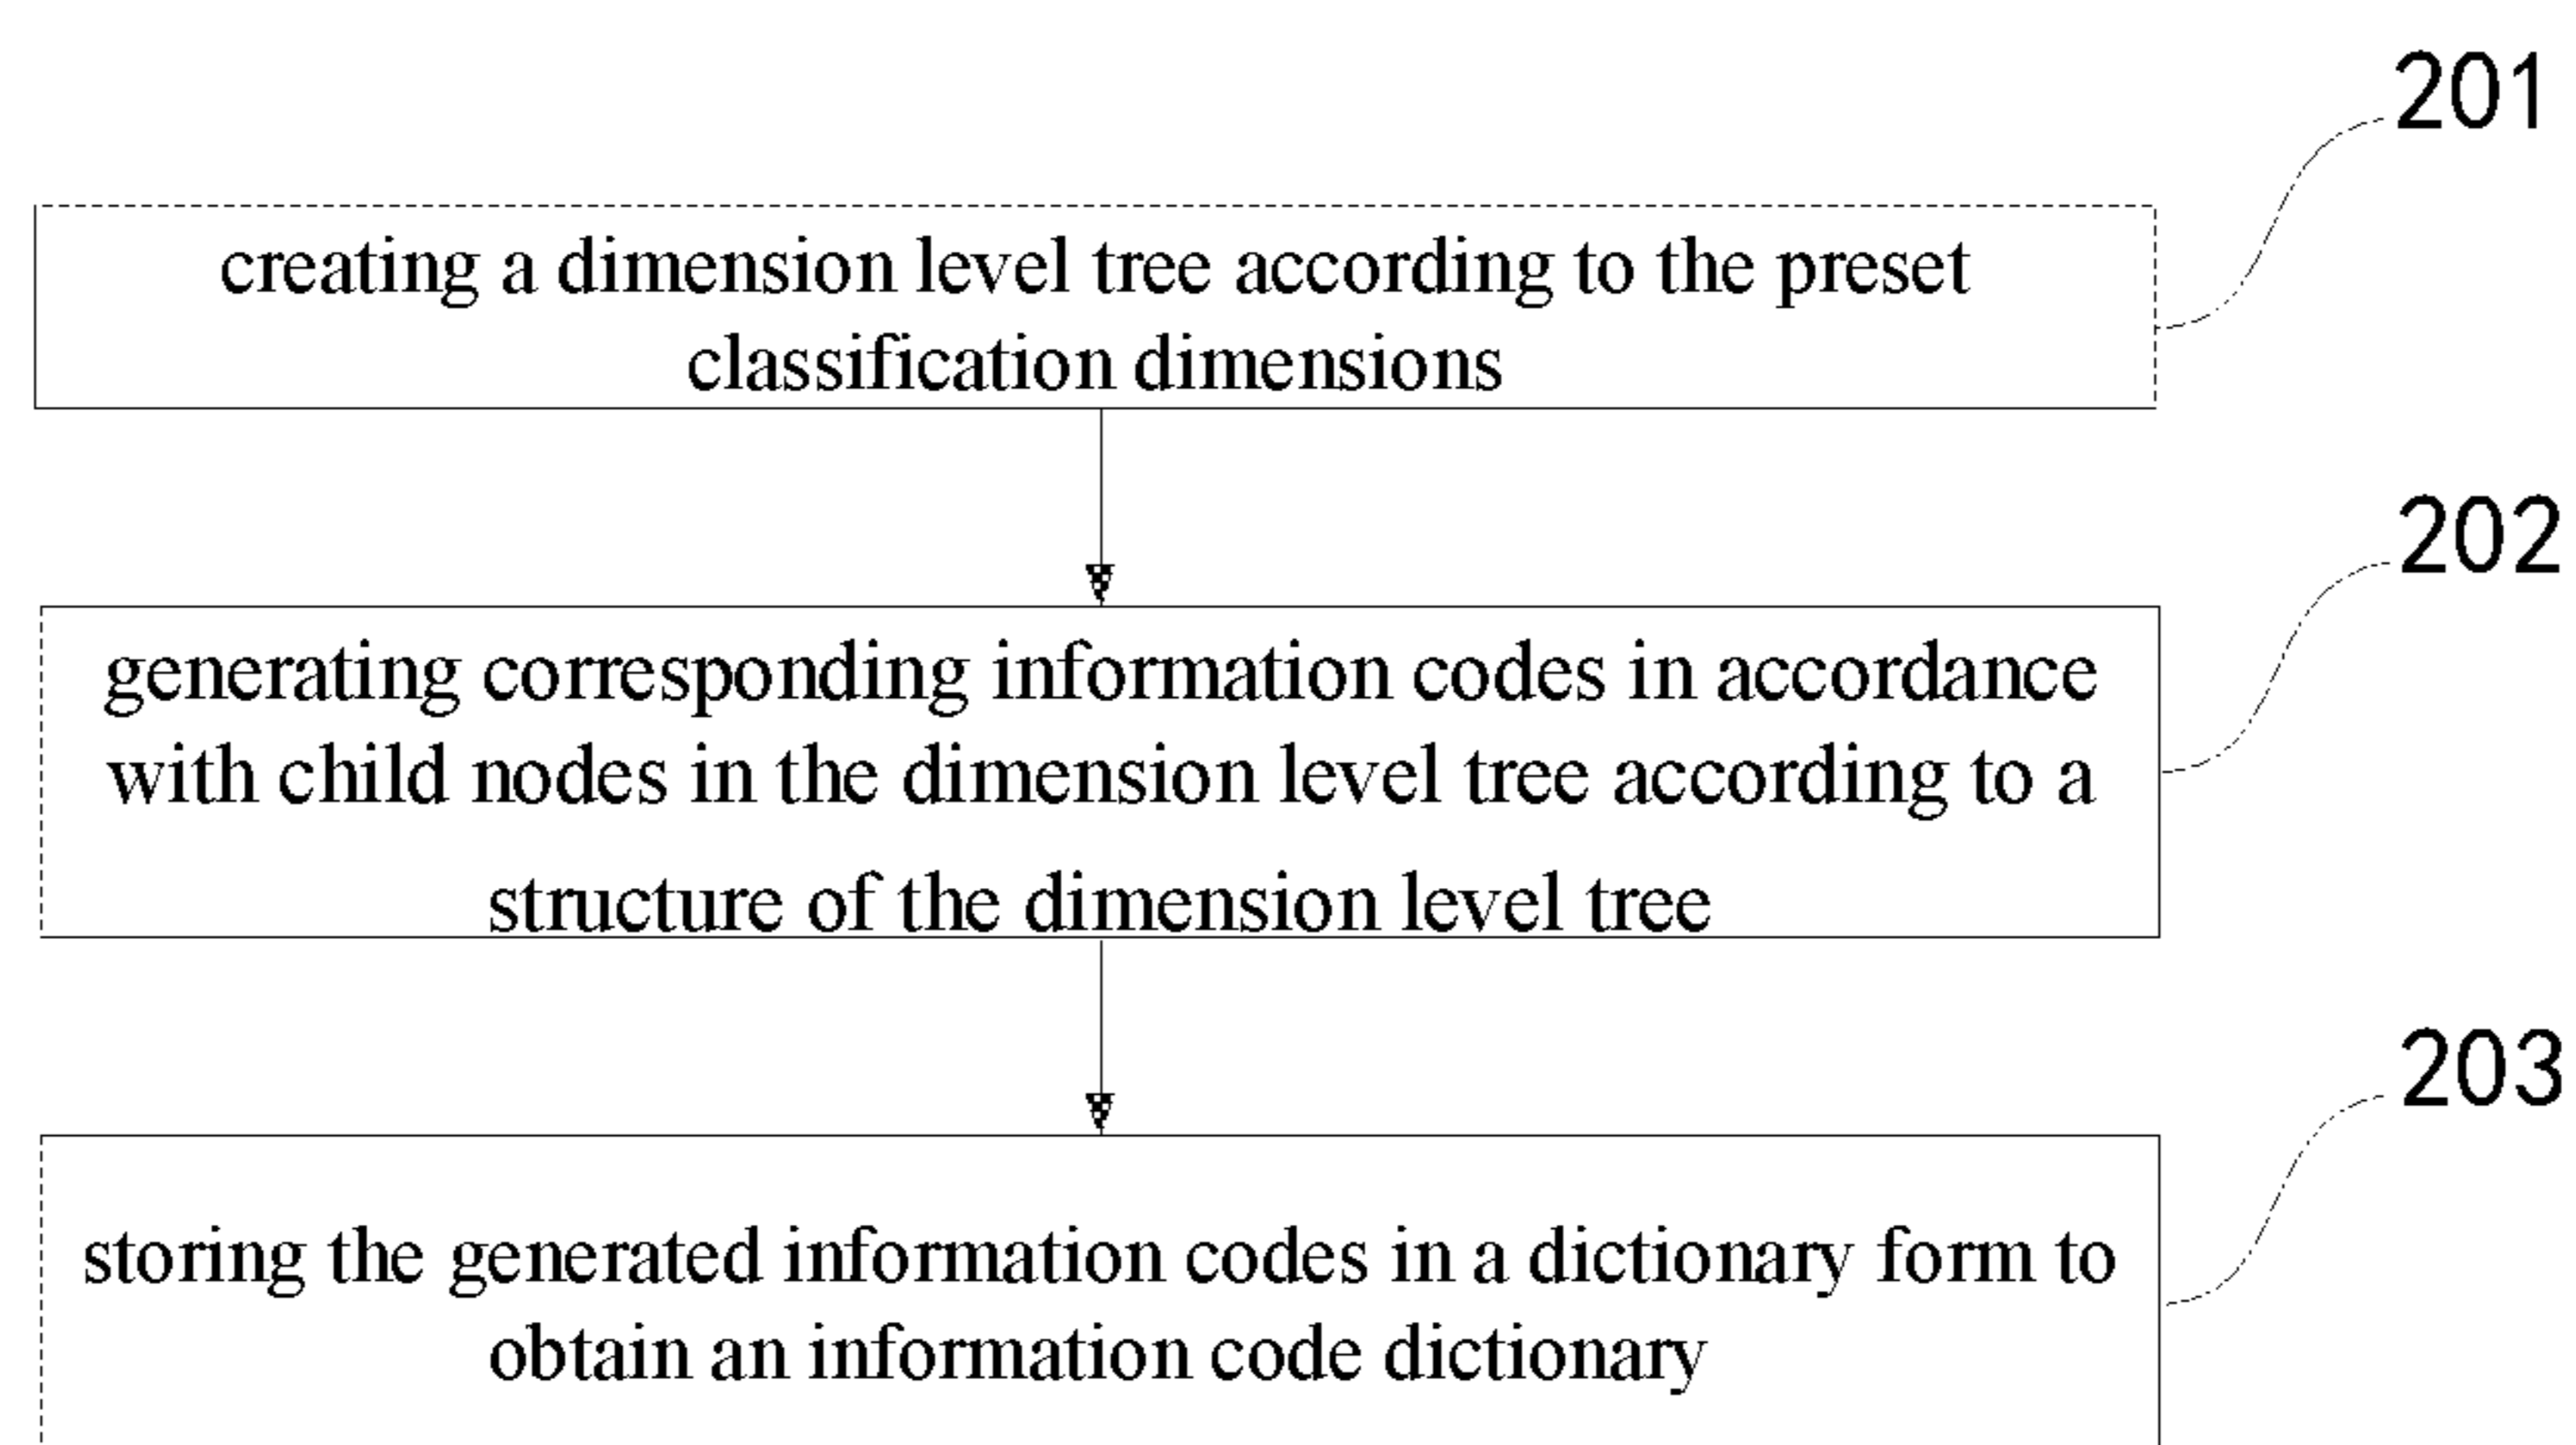 201
creating a dimension level tree according to the preset
classification dimensions
202
generating corresponding information codes in accordance
with child nodes in the dimension level tree according to a
structure of the dimension level tree
203
storing the generated information codes in a dictionary form to
obtain an information code dictionary